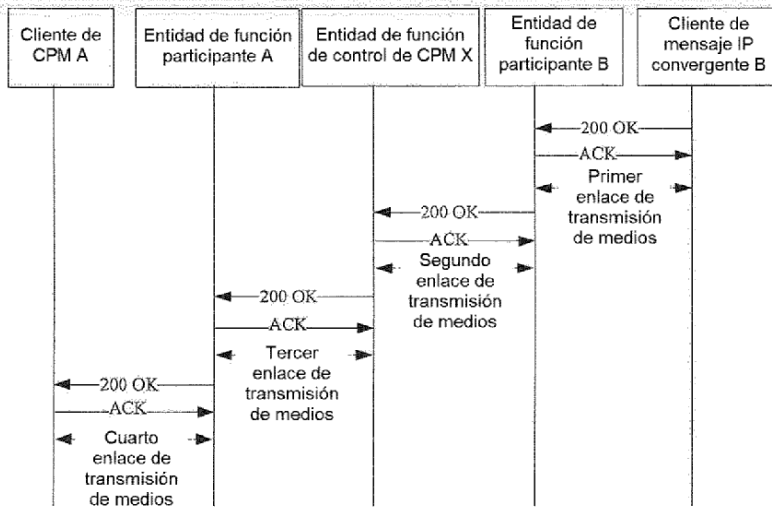 Cliente de
CPM A
Entidad de función
participante A
Entidad de función
de control de CPM X
Entidad de
función
participante B
Cliente de
mensaje IP
convergente B
200 OK
ACK
Primer
enlace de
transmisión
de medios
200 OK
ACK
Segundo
enlace de
transmisión
de medios
200 OK
ACK
Tercer
enlace de
transmisión
de medios
200 OK
ACK
Cuarto
enlace de
transmisión
de medios